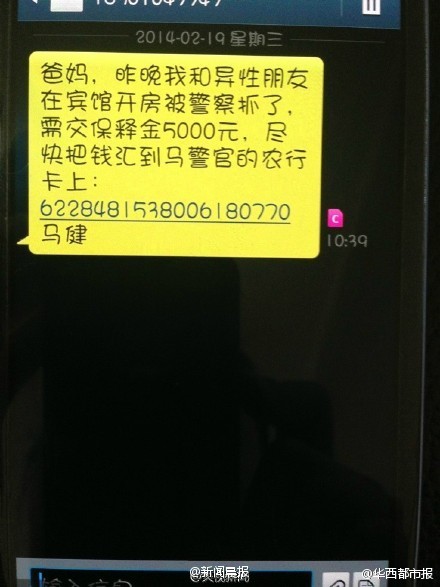 2014-02-19 星期三
爸妈，昨晚我和异性朋友
在宾馆开房被警察抓了，
需交保释金5000元，尽
快把钱汇到马警官的农行
卡上：
6228481538006180770
马健
C
10:39
@新闻晨报
@华西都市报